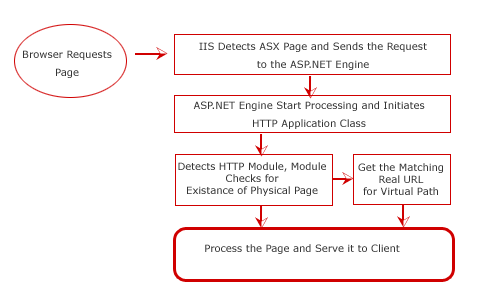 Browser Requests
Page
IIS Detects ASX Page and Sends the Request
to the ASP.NET Engine
ASP.NET Engine Start Processing and Initiates
HTTP Application Class
Detects HTTP Module, Module
Checks for
Existance of Physical Page
Get the Matching
Real URL
for Virtual Path
Process the Page and Serve it to Client